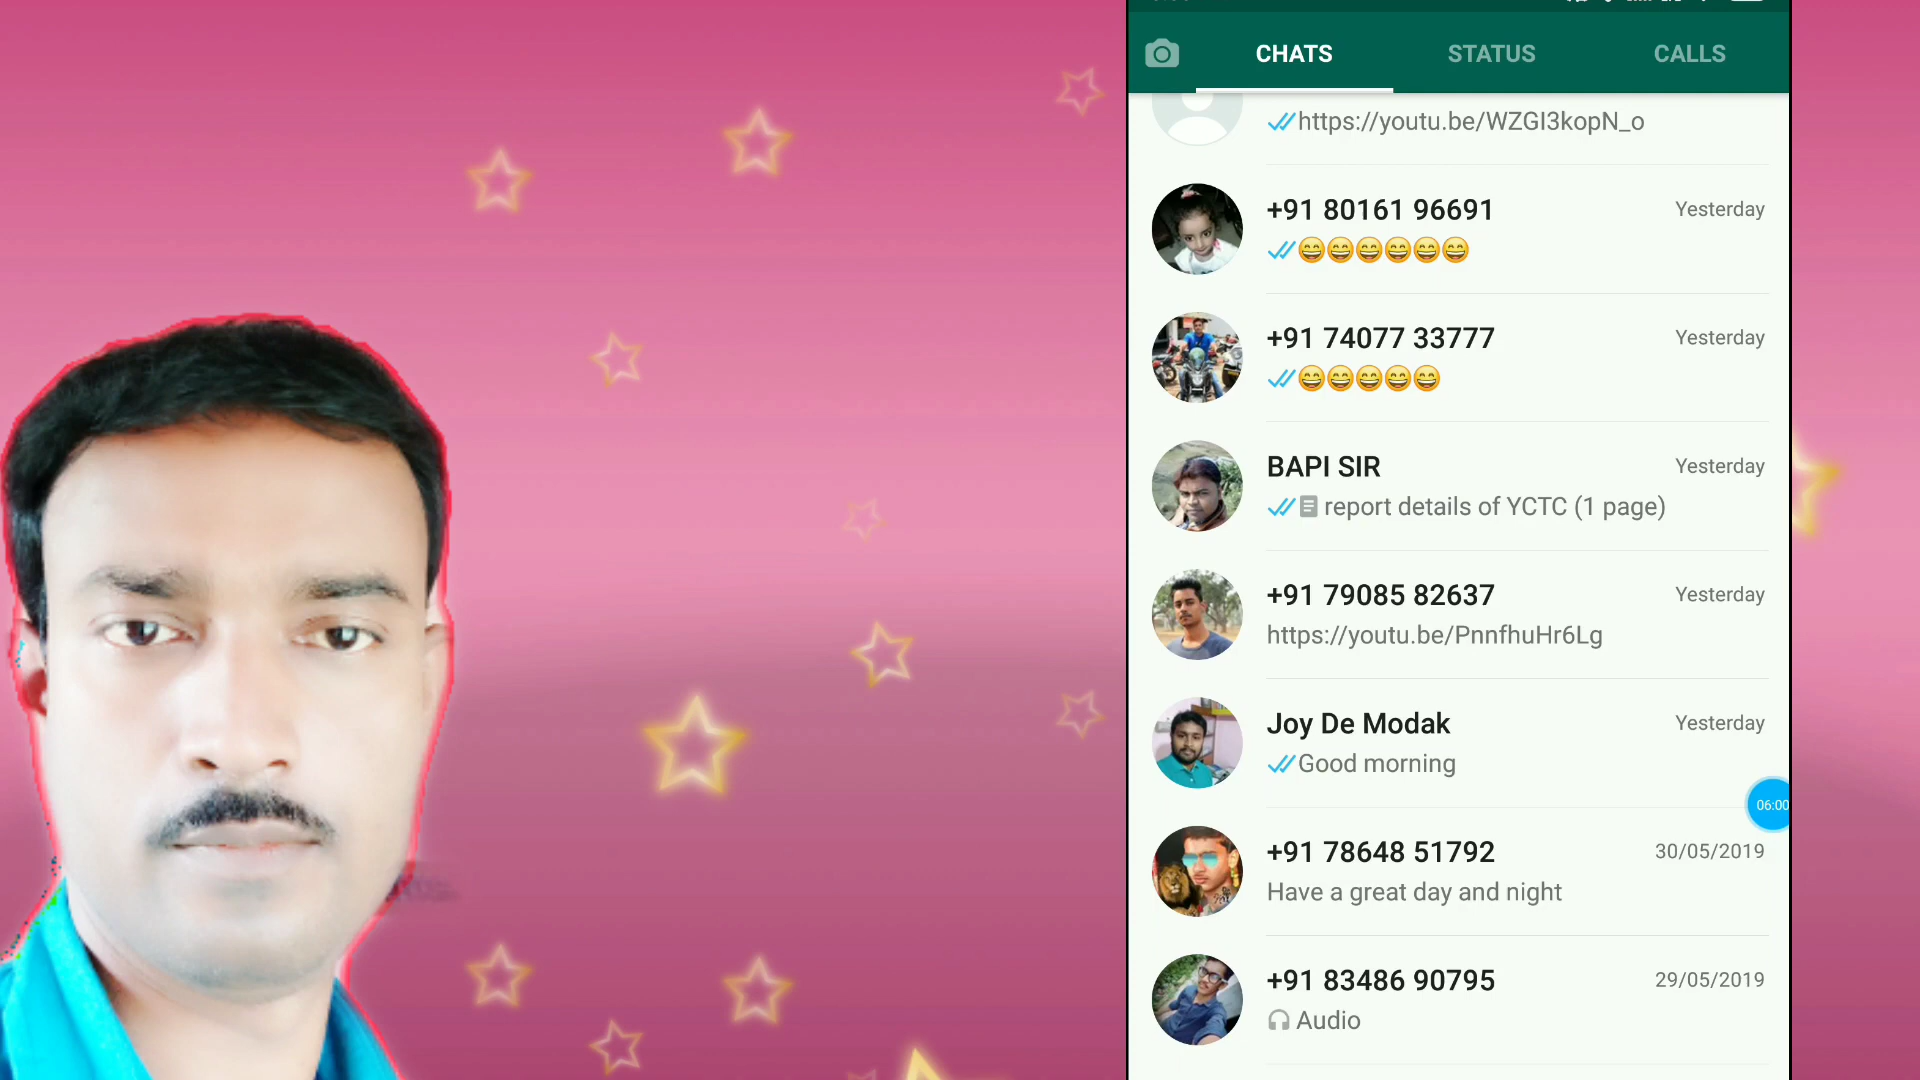 CHATS STATUS CALLS
https://youtu.be/WZGI3kopN_o
+91 80161 96691 Yesterday
😄😄😄😄😄😄
+91 74077 33777 Yesterday
😄😄😄😄😄
BAPI SIR Yesterday
report details of YCTC (1 page)
+91 79085 82637 Yesterday
https://youtu.be/PnnfhuHr6Lg
Joy De Modak Yesterday
Good morning
06:00
+91 78648 51792 30/05/2019
Have a great day and night
+91 83486 90795 29/05/2019
Audio